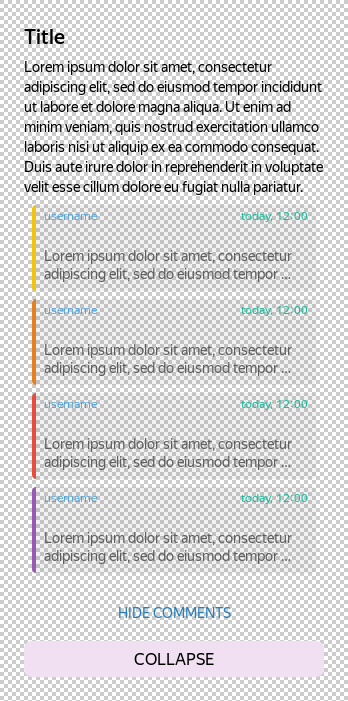 Title
Lorem ipsum dolor sit amet, consectetur
adipiscing elit, sed do eiusmod tempor incididunt
ut labore et dolore magna aliqua. Ut enim ad
minim veniam, quis nostrud exercitation ullamco
laboris nisi ut aliquip ex ea commodo consequat.
Duis aute irure dolor in reprehenderit in voluptate
velit esse cillum dolore eu fugiat nulla pariatur.
username today, 12:00
Lorem ipsum dolor sit amet, consectetur
adipiscing elit, sed do eiusmod tempor ...
username today, 12:00
Lorem ipsum dolor sit amet, consectetur
adipiscing elit, sed do eiusmod tempor ...
username today, 12:00
Lorem ipsum dolor sit amet, consectetur
adipiscing elit, sed do eiusmod tempor ...
username today, 12:00
Lorem ipsum dolor sit amet, consectetur
adipiscing elit, sed do eiusmod tempor ...
HIDE COMMENTS
COLLAPSE